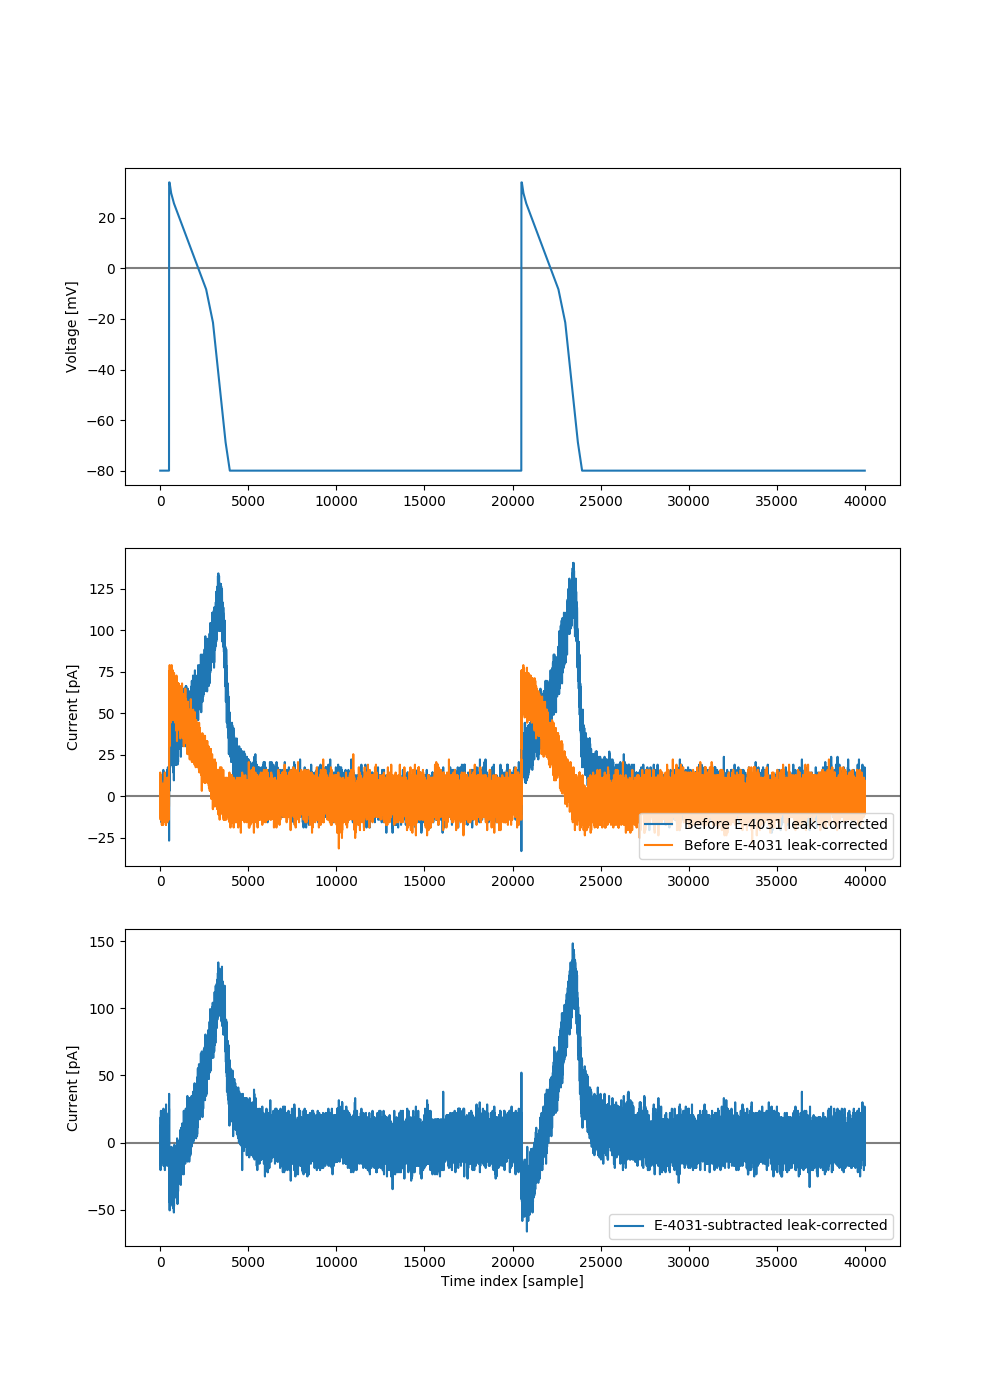 20
0
−20
−40
−60
−80
Voltage [mV]
0 5000 10000 15000 20000 25000 30000 35000 40000
125
100
75
50
25
0
−25
Current [pA]
Before E-4031 leak-corrected
Before E-4031 leak-corrected
0 5000 10000 15000 20000 25000 30000 35000 40000
150
100
50
0
−50
Current [pA]
E-4031-subtracted leak-corrected
0 5000 10000 15000 20000 25000 30000 35000 40000
Time index [sample]